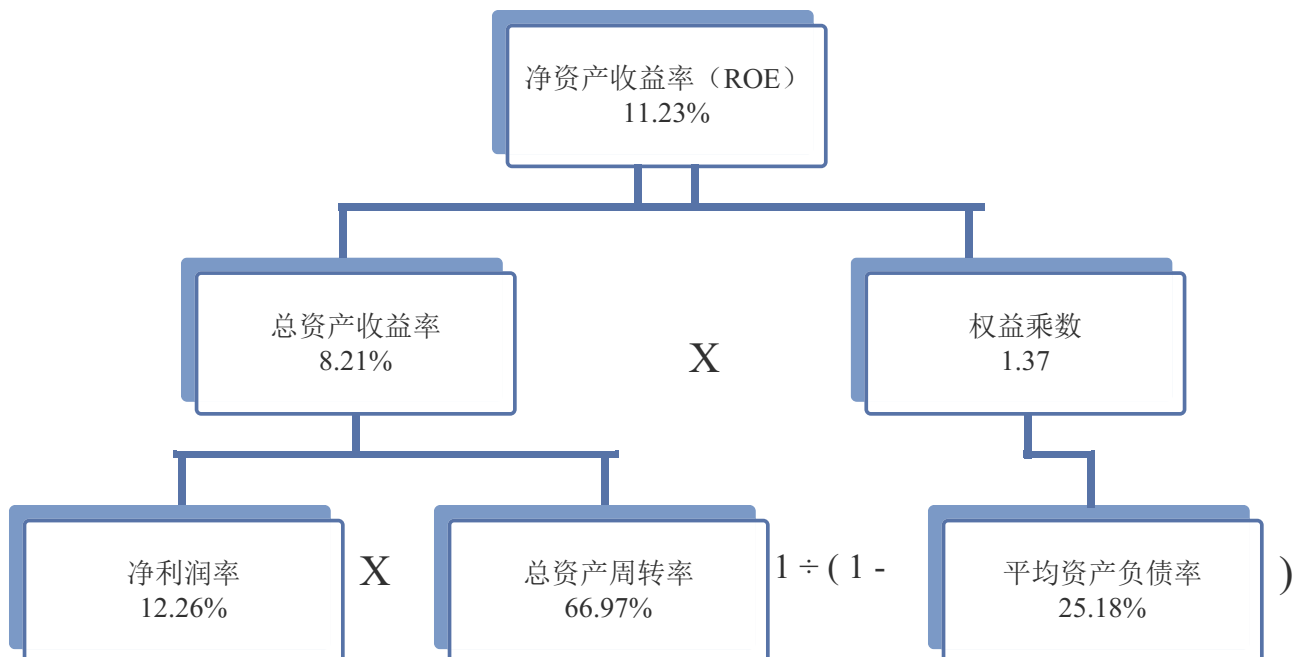 净资产收益率（ROE）
11.23%
总资产收益率
8.21%
X
权益乘数
1.37
净利润率
12.26%
X
总资产周转率
66.97%
1 ÷ ( 1 -
平均资产负债率
25.18%
)